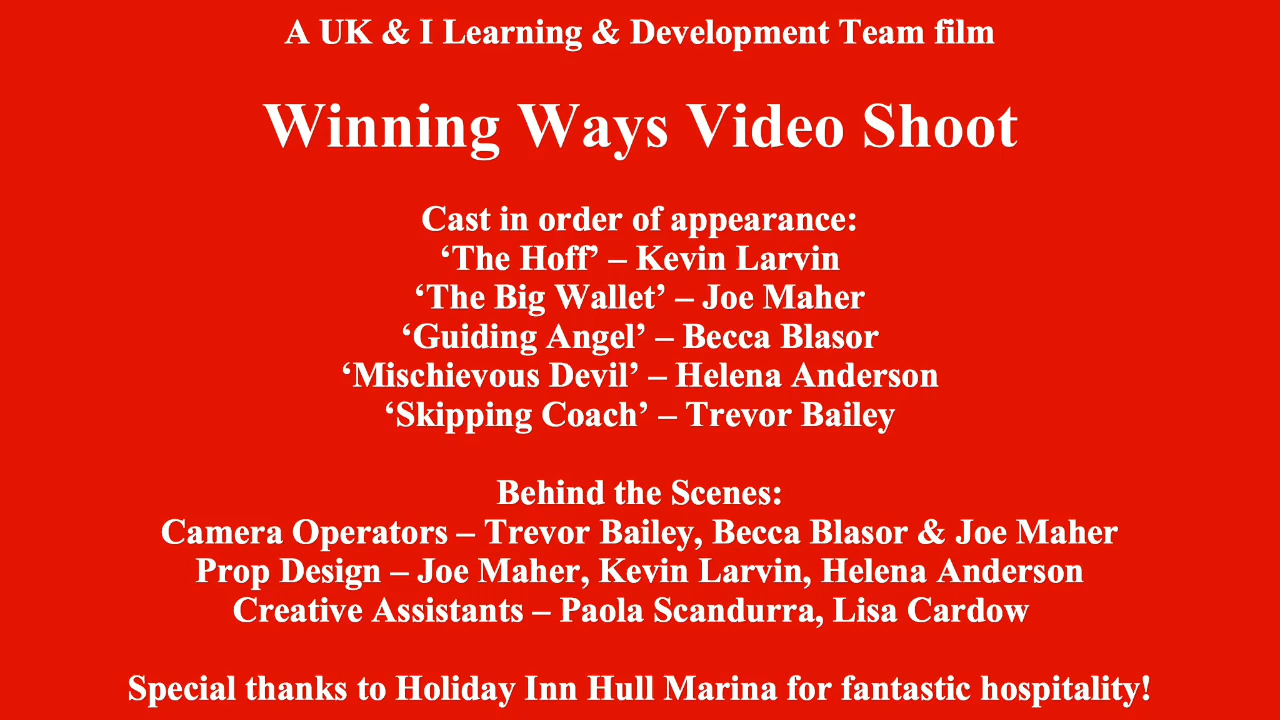 A UK & I Learning & Development Team film
Winning Ways Video Shoot
Cast in order of appearance:
‘The Hoff’ – Kevin Larvin
‘The Big Wallet’ – Joe Maher
‘Guiding Angel’ – Becca Blasor
‘Mischievous Devil’ – Helena Anderson
‘Skipping Coach’ – Trevor Bailey
Behind the Scenes:
Camera Operators – Trevor Bailey, Becca Blasor & Joe Maher
Prop Design – Joe Maher, Kevin Larvin, Helena Anderson
Creative Assistants – Paola Scandurra, Lisa Cardow
Special thanks to Holiday Inn Hull Marina for fantastic hospitality!